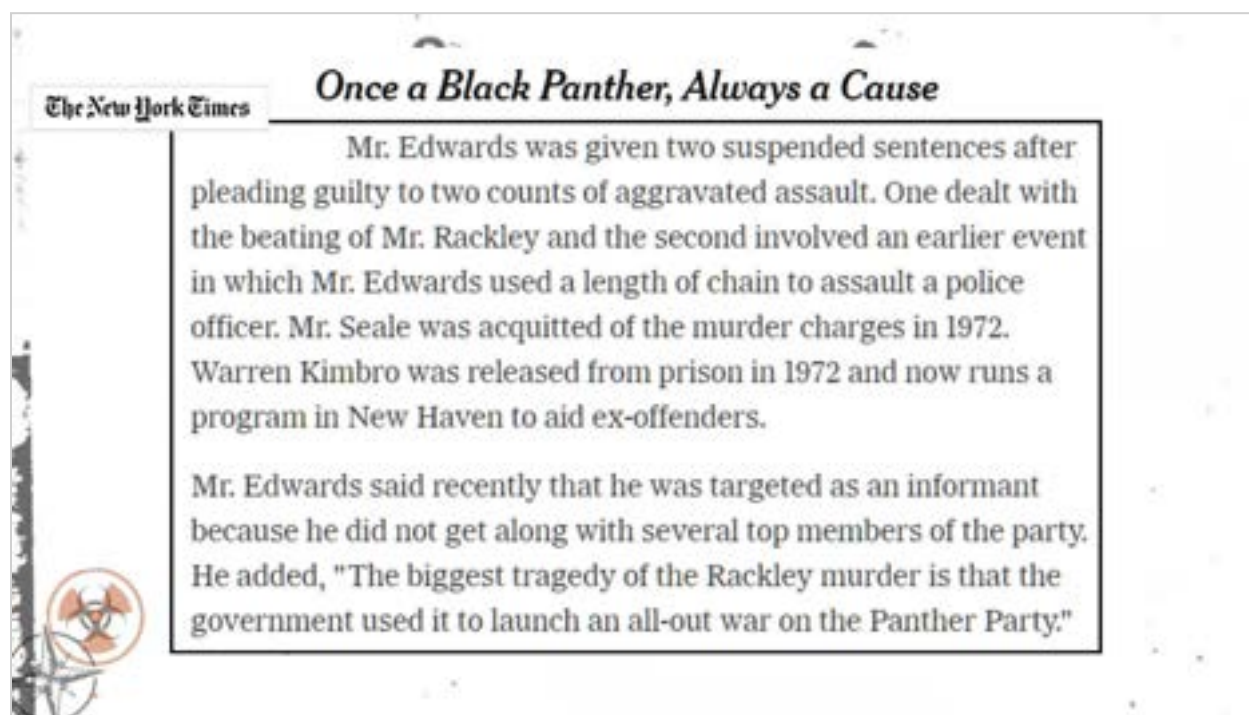 Once a Black Panther, Always a Cause
The New York Times
Mr. Edwards was given two suspended sentences after
pleading guilty to two counts of aggravated assault. One dealt with
the beating of Mr. Rackley and the second involved an earlier event
in which Mr. Edwards used a length of chain to assault a police
officer. Mr. Seale was acquitted of the murder charges in 1972.
Warren Kimbro was released from prison in 1972 and now runs a
program in New Haven to aid ex-offenders.
Mr. Edwards said recently that he was targeted as an informant
because he did not get along with several top members of the party.
He added, "The biggest tragedy of the Rackley murder is that the
government used it to launch an all-out war on the Panther Party."